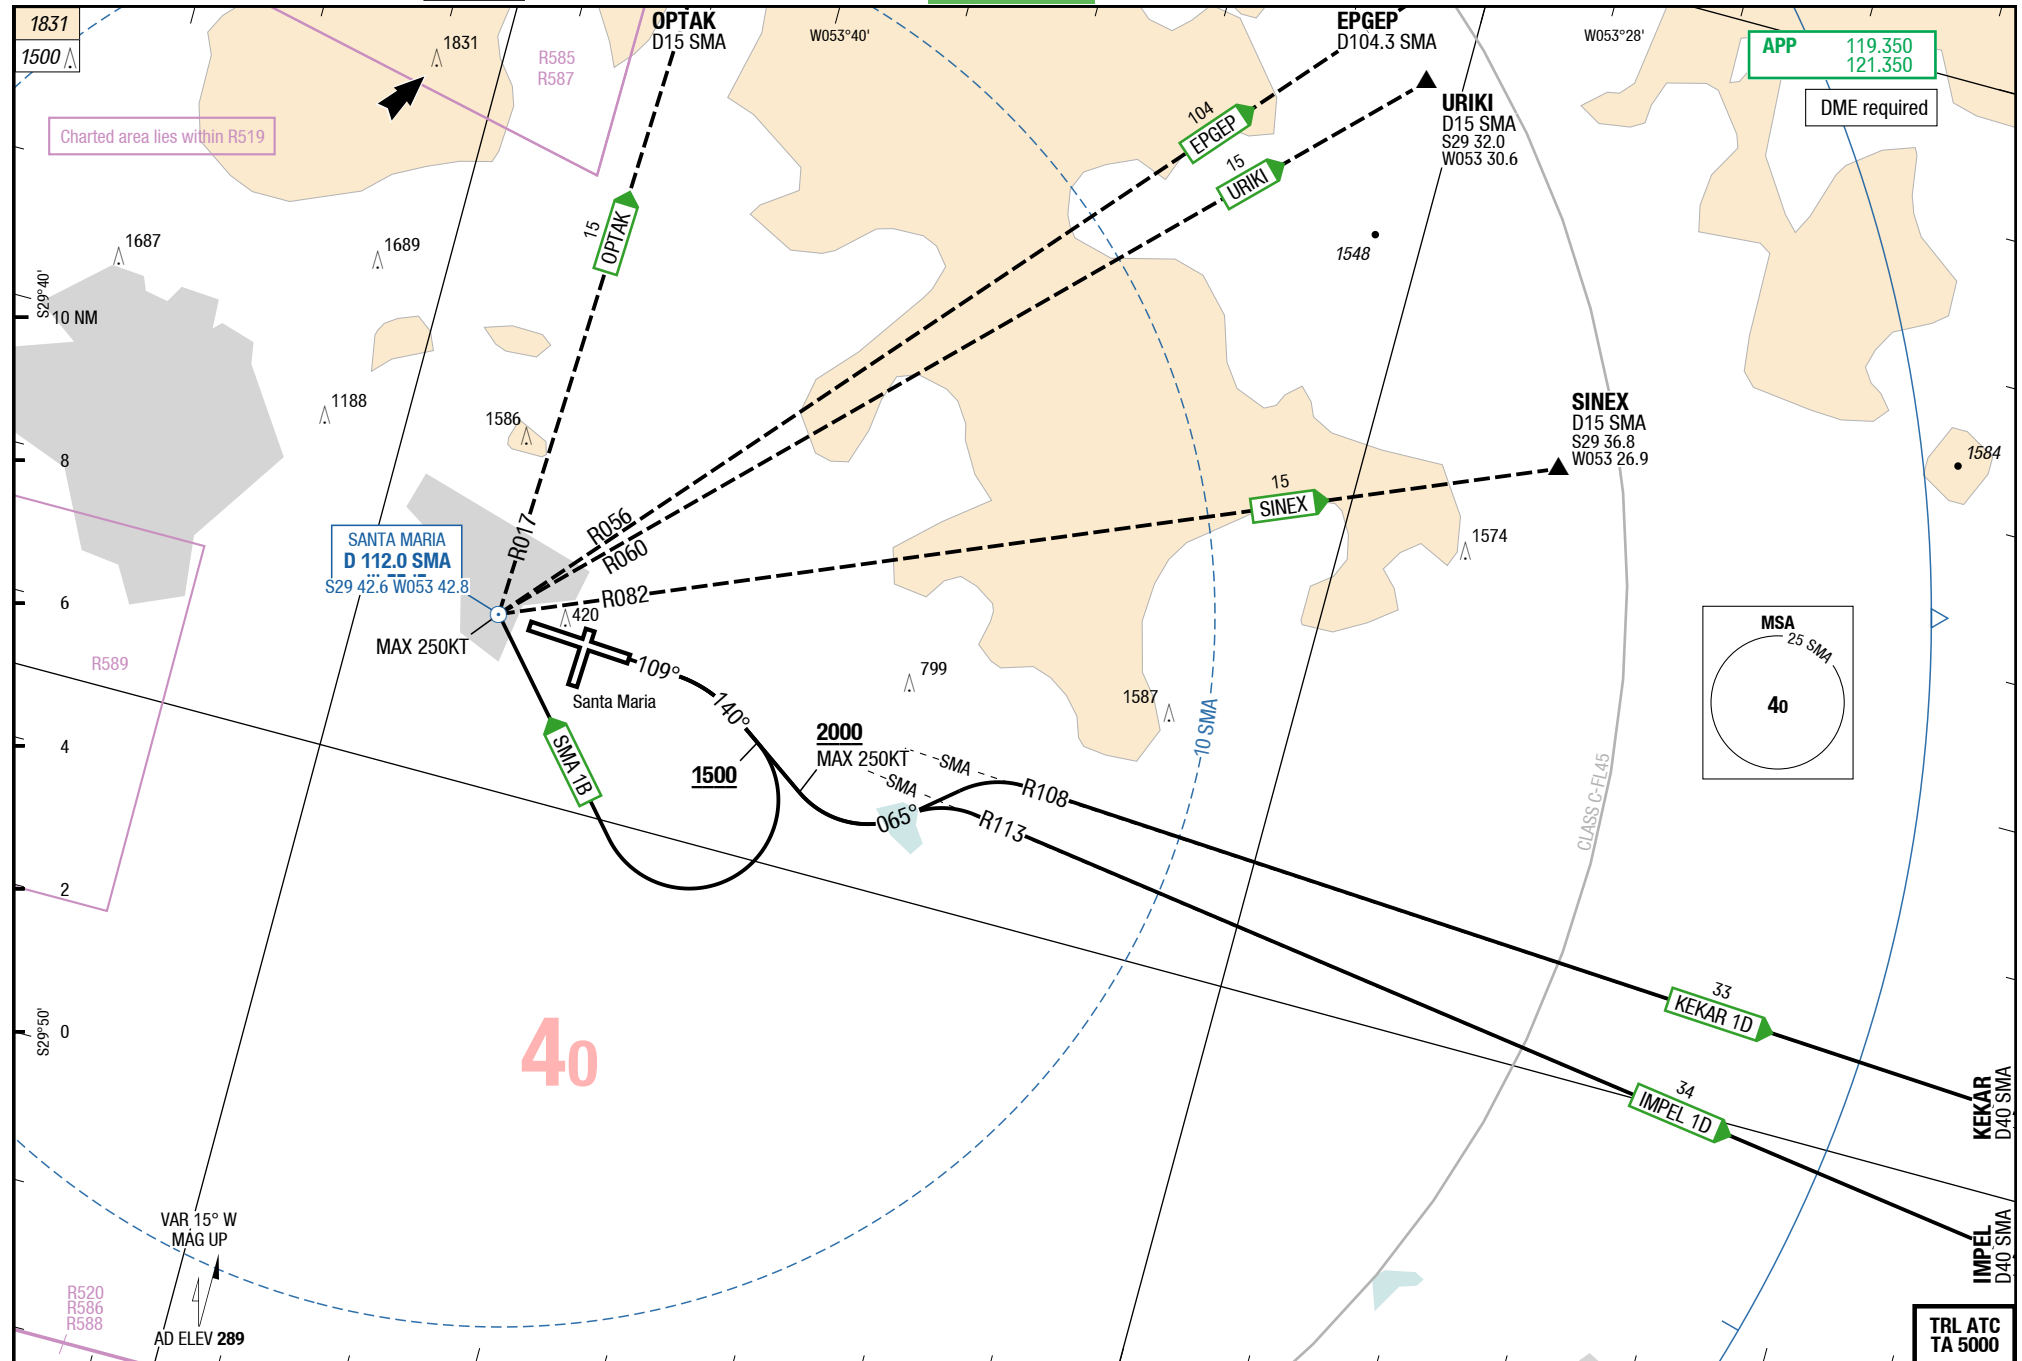 1831
1500
1831
R585
R587
OPTAK
D15 SMA
W053°40'
EPGEP
D104.3 SMA
W053°28'
APP 119.350
121.350
DME required
Charted area lies within R519
URIKI
D15 SMA
S29 32.0
W053 30.6
104
EPGEP
15
URIKI
15
OPTAK
1687
1689
1548
S29°40'
10 NM
1188
1586
SINEX
D15 SMA
S29 36.8
W053 26.9
1584
8
15
SINEX
1574
R017
R056
R060
R082
SANTA MARIA
D 112.0 SMA
S29 42.6 W053 42.8
6
420
MAX 250KT
R589
109°
Santa Maria
140°
799
1587
10 SMA
MSA
25 SMA
40
4
SMA 1B
2000
MAX 250KT
1500
SMA
SMA
R108
R113
065°
CLASS C-FL45
2
33
KEKAR 1D
34
IMPEL 1D
S29°50'
0
40
KEKAR
D40 SMA
IMPEL
D40 SMA
VAR 15° W
MAG UP
R520
R586
R588
AD ELEV 289
TRL ATC
TA 5000